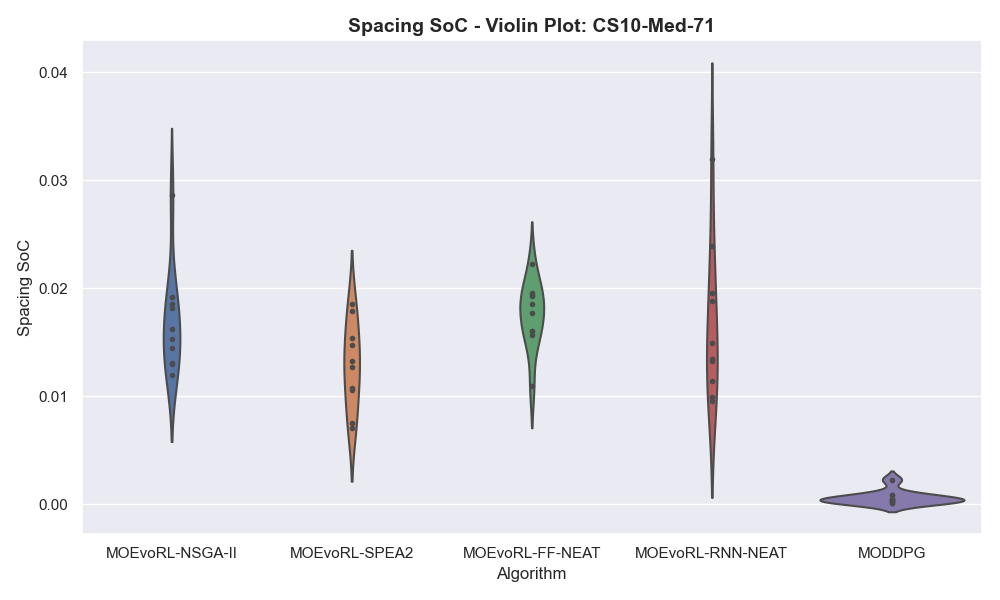 Spacing SoC - Violin Plot: CS10-Med-71
Spacing SoC
0.04
0.03
0.02
0.01
0.00
MOEvoRL-NSGA-II
MOEvoRL-SPEA2
MOEvoRL-FF-NEAT
MOEvoRL-RNN-NEAT
MODDPG
Algorithm